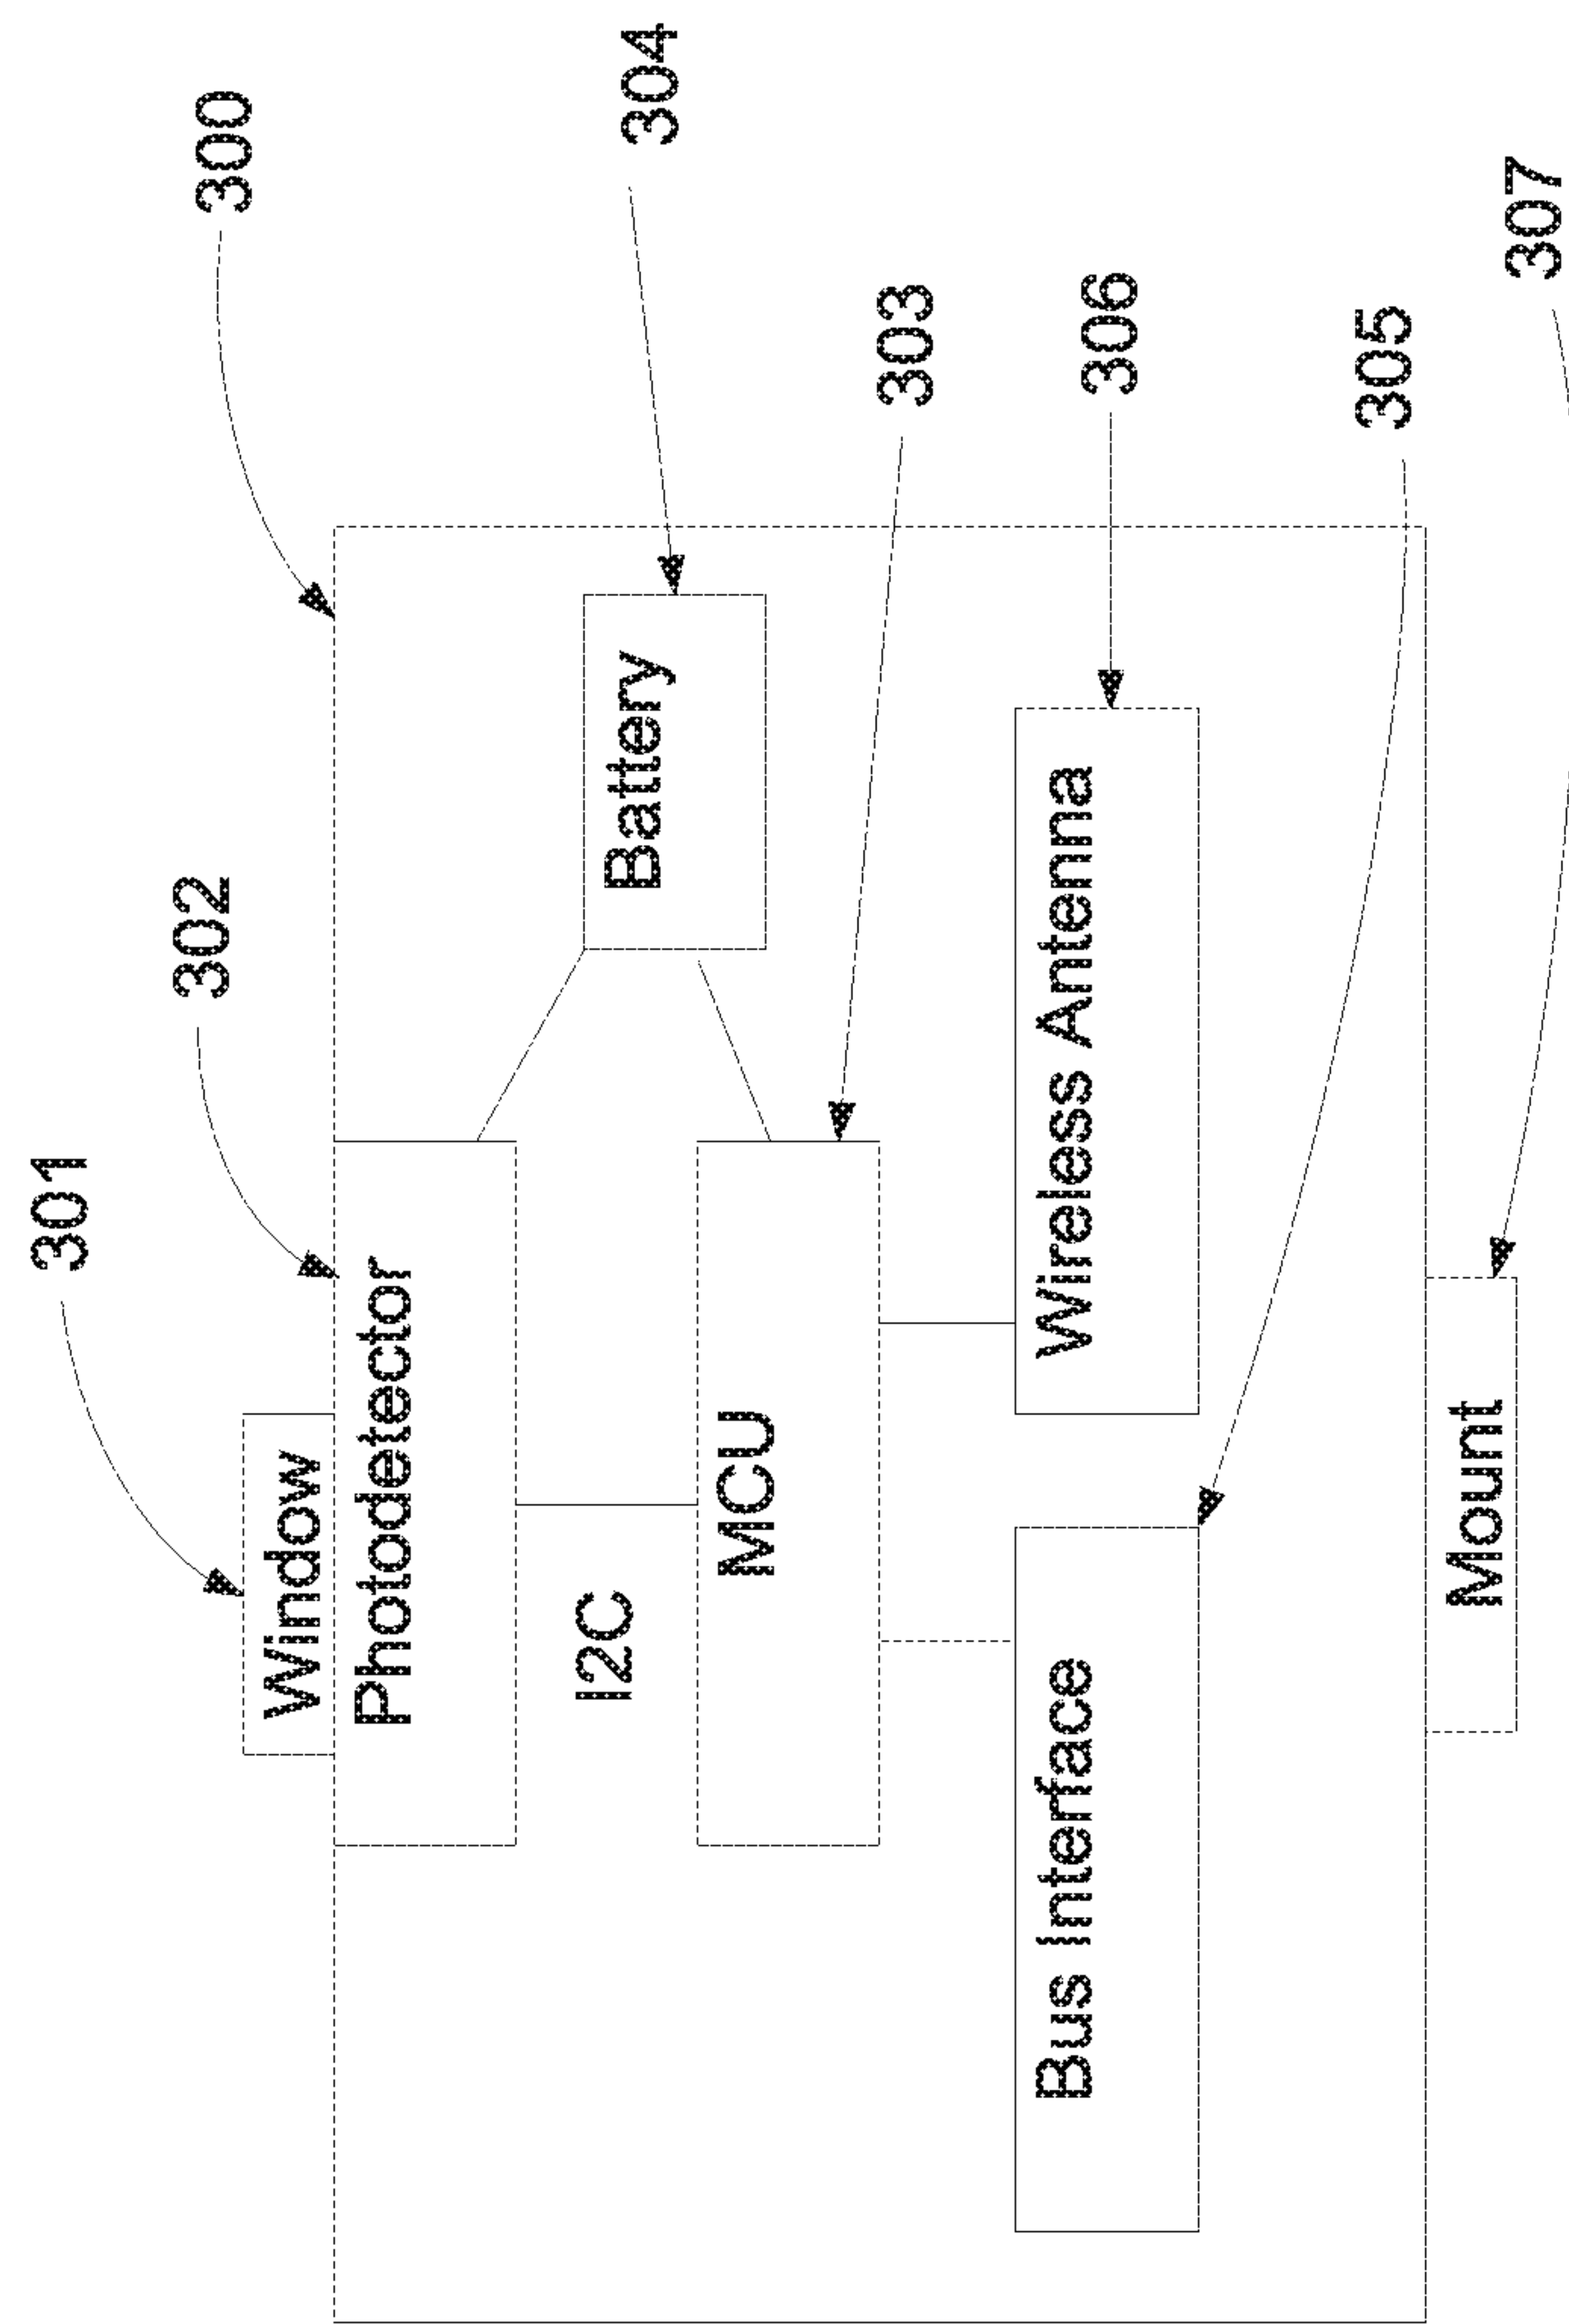 300
301
302
304
Window
Photodetector
Battery
303
I2C
MCU
306
Bus Interface
Wireless Antenna
305
Mount
307